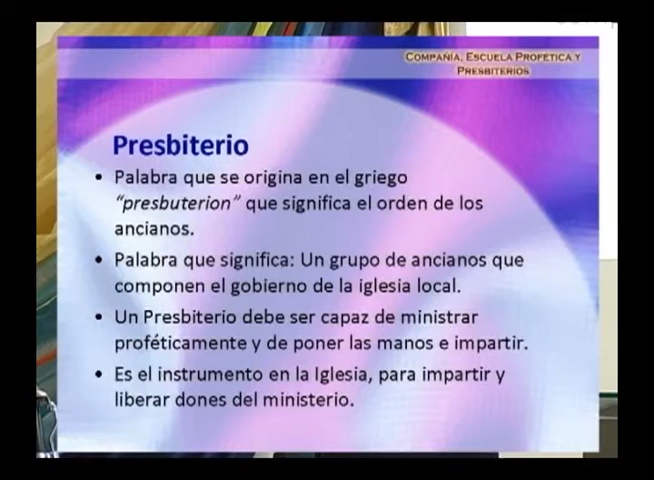 COMPAÑÍA, ESCUELA PROFETICA Y
PRESBITERIOS
Presbiterio
• Palabra que se origina en el griego
"presbuterion" que significa el orden de los
ancianos.
• Palabra que significa: Un grupo de ancianos que
componen el gobierno de la iglesia local.
• Un Presbiterio debe ser capaz de ministrar
proféticamente y de poner las manos e impartir.
• Es el instrumento en la Iglesia, para impartir y
liberar dones del ministerio.